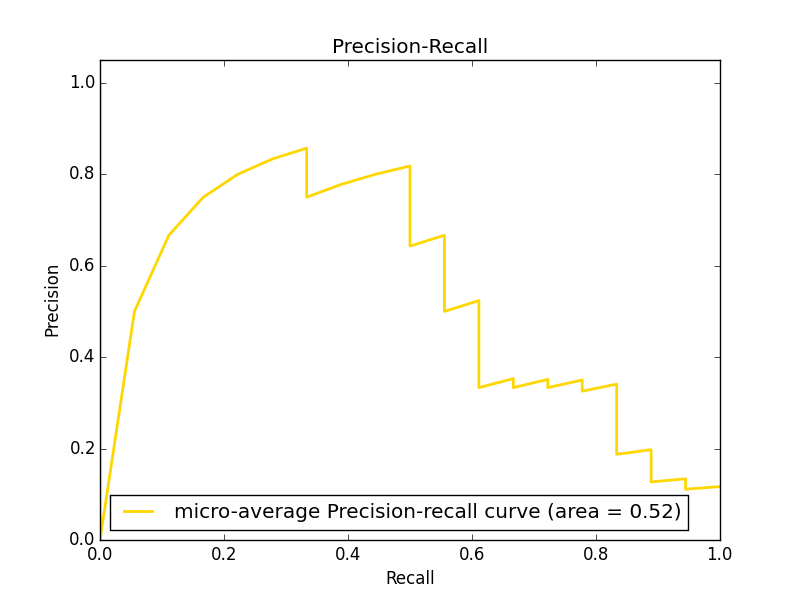 Precision-Recall
1.0
0.8
0.6
0.4
0.2
0.0
Precision
micro-average Precision-recall curve (area = 0.52)
0.0 0.2 0.4 0.6 0.8 1.0
Recall